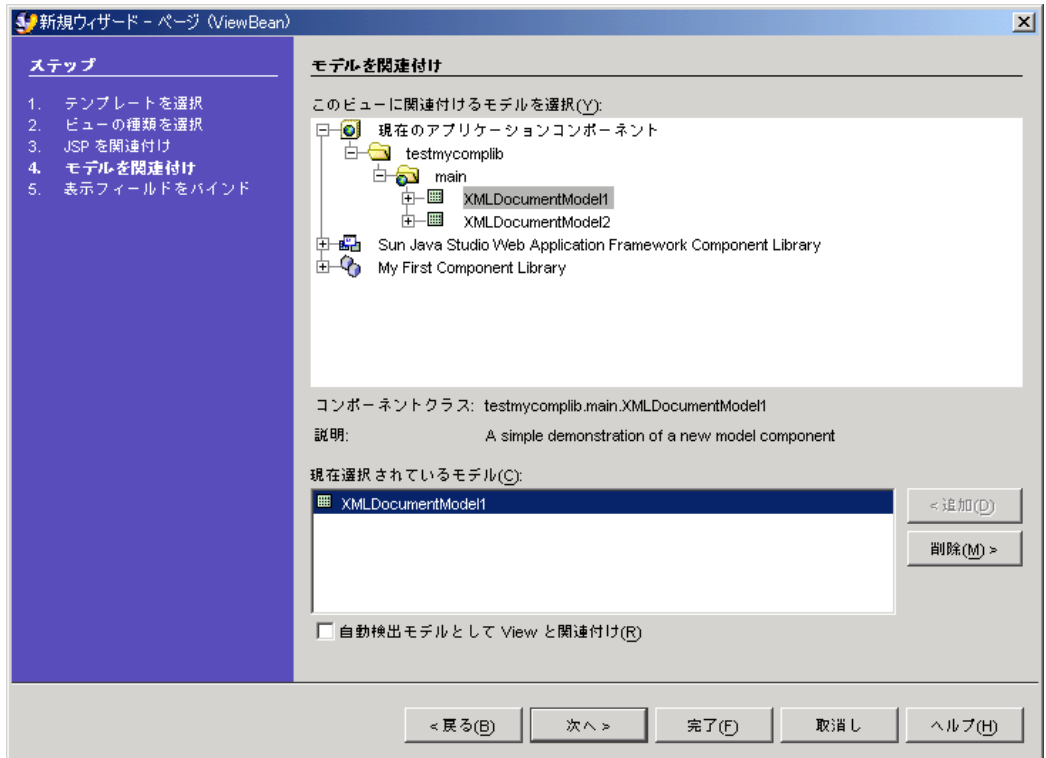 新規ウィザード - ページ (ViewBean)
ステップ
1. テンプレートを選択
2. ビューの種類を選択
3. JSP を関連付け
4. モデルを関連付け
5. 表示フィールドをバインド
モデルを関連付け
このビューに関連付けるモデルを選択(Y):
現在のアプリケーションコンポーネント
testmycomplib
main
XMLDocumentModel1
XMLDocumentModel2
Sun Java Studio Web Application Framework Component Library
My First Component Library
コンポーネントクラス: testmycomplib.main.XMLDocumentModel1
説明: A simple demonstration of a new model component
現在選択されているモデル(C):
XMLDocumentModel1
< 追加(D)
削除(M) >
自動検出モデルとして View と関連付け(R)
< 戻る(B)
次へ >
完了(F)
取消し
ヘルプ(H)